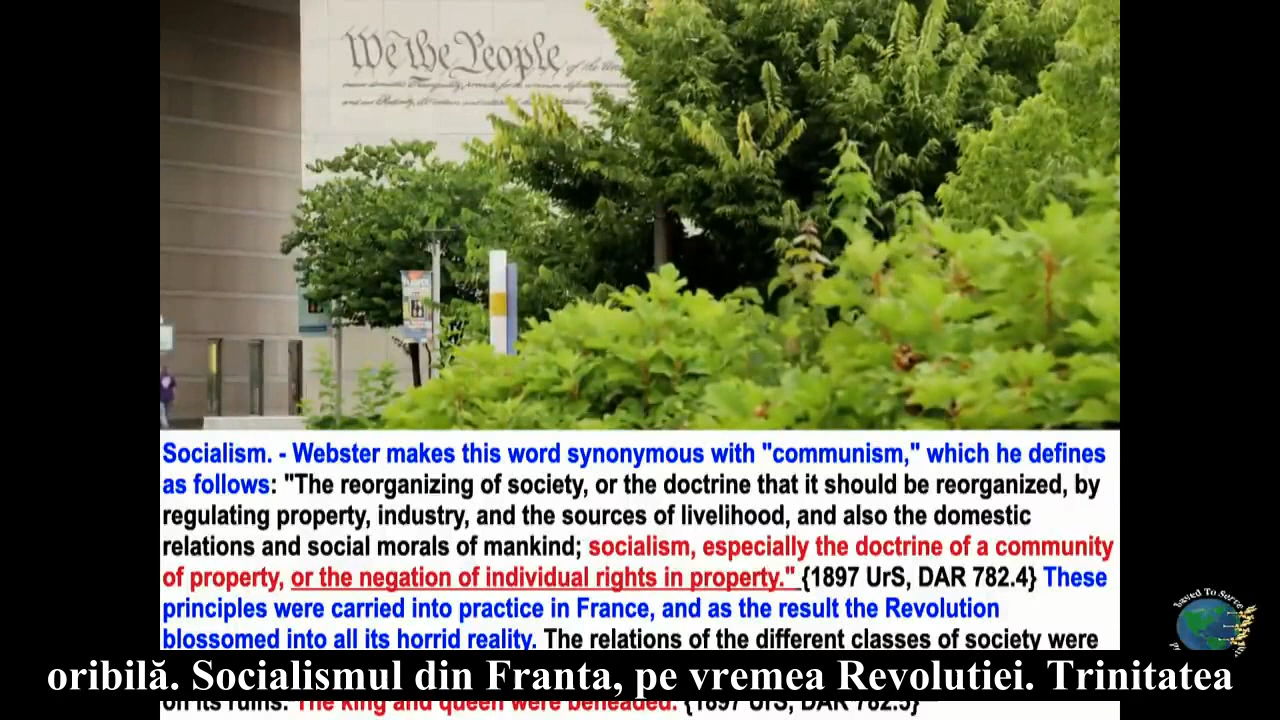 We The People
of the
Socialism. - Webster makes this word synonymous with "communism," which he defines
as follows: "The reorganizing of society, or the doctrine that it should be reorganized, by
regulating property, industry, and the sources of livelihood, and also the domestic
relations and social morals of mankind; socialism, especially the doctrine of a community
of property, or the negation of individual rights in property." {1897 UrS, DAR 782.4} These
principles were carried into practice in France, and as the result the Revolution
blossomed into all its horrid reality. The relations of the different classes of society were
oribilă. Socialismul din Franta, pe vremea Revolutiei. Trinitatea
on its ruins. The king and queen were beheaded. {1897 UrS, DAR 782.5}
To Serve